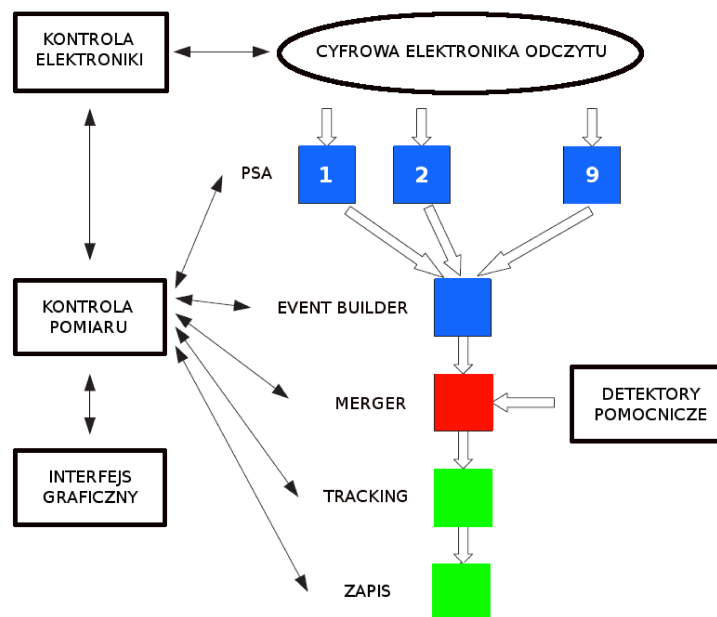 KONTROLA
ELEKTRONIKI
CYFROWA ELEKTRONIKA ODCZYTU
PSA
1
2
9
KONTROLA
POMIARU
EVENT BUILDER
MERGER
DETEKTORY
POMOCNICZE
INTERFEJS
GRAFICZNY
TRACKING
ZAPIS